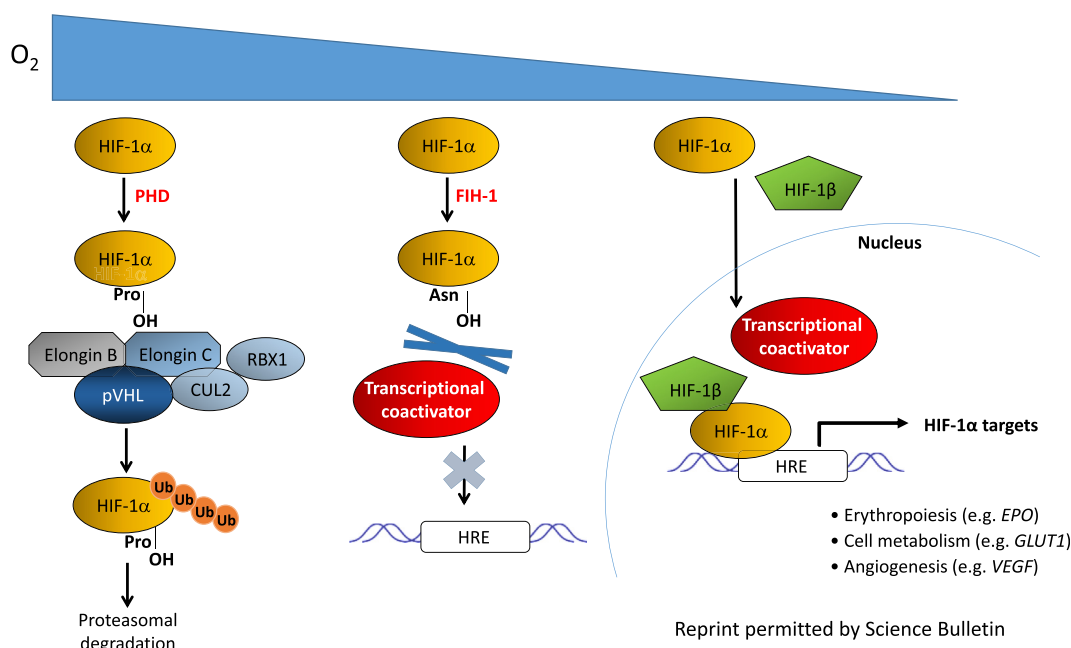 O2
HIF-1α
PHD
HIF-1α
HIF-1α
Pro
OH
Elongin B
Elongin C
RBX1
pVHL
CUL2
HIF-1α
Ub
Ub
Ub
Ub
Pro
OH
Proteasomal
degradation
HIF-1α
FIH-1
HIF-1α
Asn
OH
Transcriptional
coactivator
HRE
HIF-1α
HIF-1β
Nucleus
Transcriptional
coactivator
HIF-1β
HIF-1α
HRE
HIF-1α targets
• Erythropoiesis (e.g. EPO)
• Cell metabolism (e.g. GLUT1)
• Angiogenesis (e.g. VEGF)
Reprint permitted by Science Bulletin